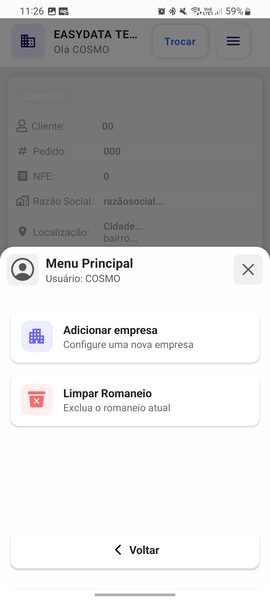 11:26
59%
EASYDATA TE...
Olá COSMO
Trocar
Exemplo
Cliente: 00
# Pedido: 000
NFE: 0
Razão Social: razãosocial...
Localização: Cidade...
bairro...
Menu Principal
Usuário: COSMO
Adicionar empresa
Configure uma nova empresa
Limpar Romaneio
Exclua o romaneio atual
Voltar